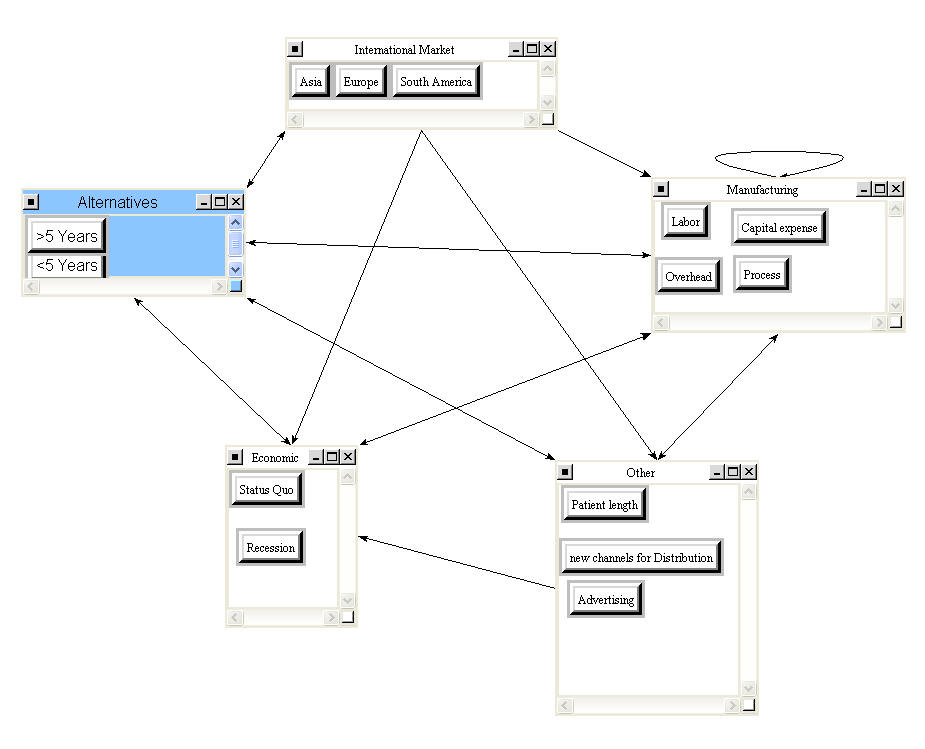 International Market
Asia Europe South America
Alternatives
>5 Years
<5 Years
Manufacturing
Labor Capital expense
Overhead Process
Economic
Status Quo
Recession
Other
Patient length
new channels for Distribution
Advertising